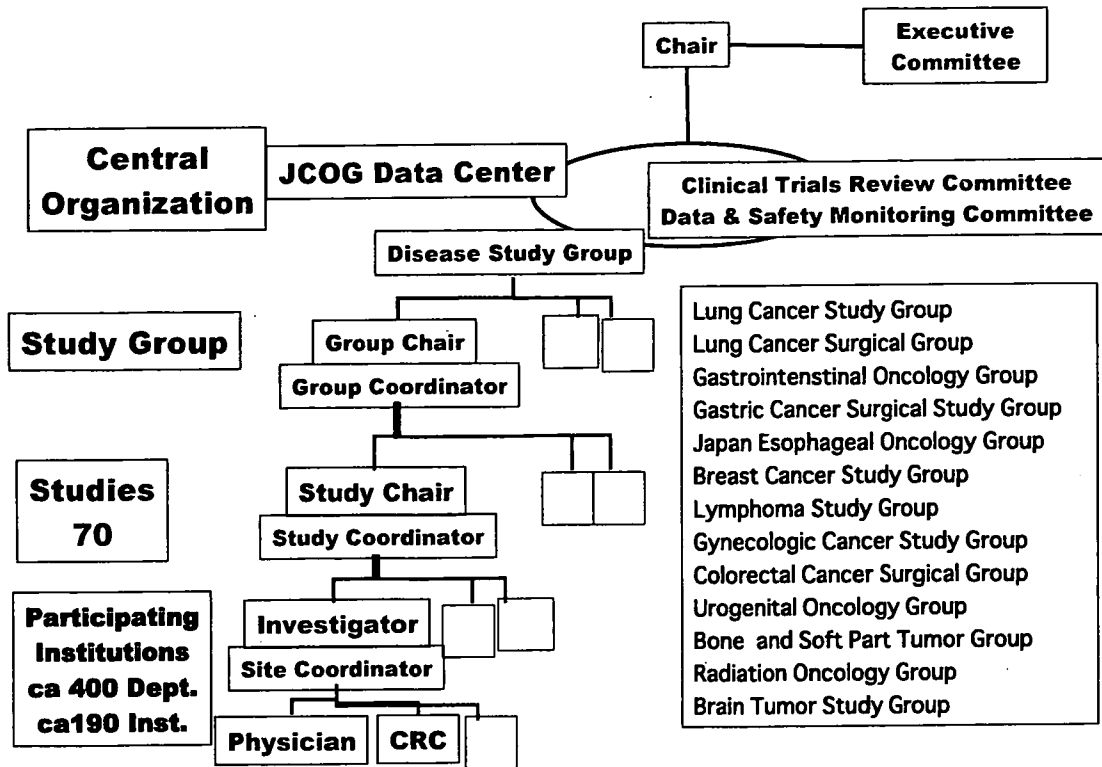 Chair
Executive
Committee
Central
Organization
JCOG Data Center
Clinical Trials Review Committee
Data & Safety Monitoring Committee
Disease Study Group
Study Group
Group Chair
Group Coordinator
Studies
70
Study Chair
Study Coordinator
Participating
Institutions
ca 400 Dept.
ca190 Inst.
Investigator
Site Coordinator
Physician
CRC
Lung Cancer Study Group
Lung Cancer Surgical Group
Gastrointenstinal Oncology Group
Gastric Cancer Surgical Study Group
Japan Esophageal Oncology Group
Breast Cancer Study Group
Lymphoma Study Group
Gynecologic Cancer Study Group
Colorectal Cancer Surgical Group
Urogenital Oncology Group
Bone and Soft Part Tumor Group
Radiation Oncology Group
Brain Tumor Study Group